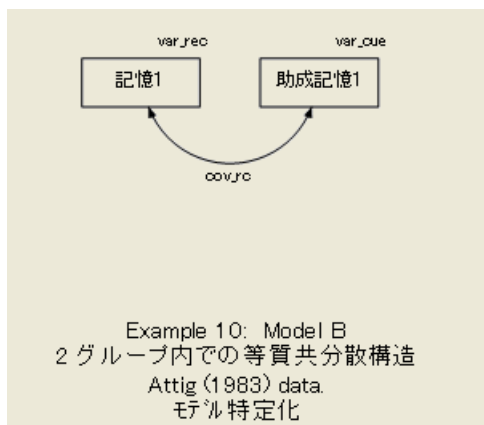 var_rec
var_cue
記憶1
助成記憶1
cov_rc
Example 10: Model B
2 グループ内での等質共分散構造
Attig (1983) data.
モデル特定化